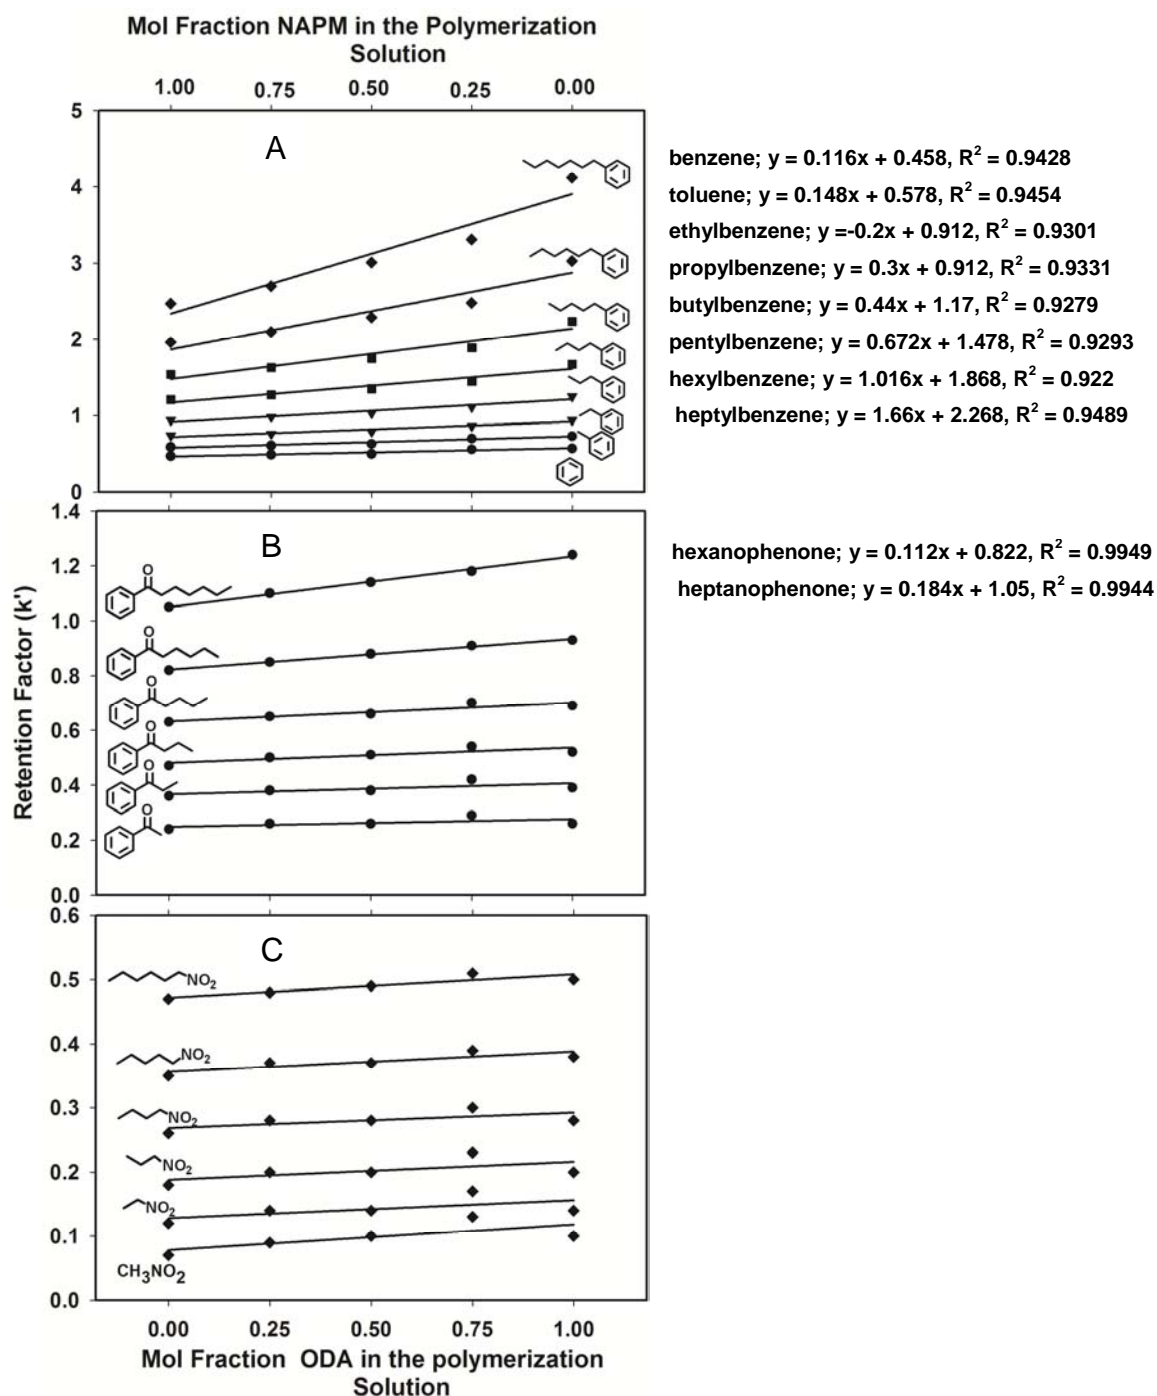 Mol Fraction NAPM in the Polymerization
Solution
1.00 0.75 0.50 0.25 0.00
5
A
4
3
2
1
0
benzene; y = 0.116x + 0.458, R² = 0.9428
toluene; y = 0.148x + 0.578, R² = 0.9454
ethylbenzene; y =-0.2x + 0.912, R² = 0.9301
propylbenzene; y = 0.3x + 0.912, R² = 0.9331
butylbenzene; y = 0.44x + 1.17, R² = 0.9279
pentylbenzene; y = 0.672x + 1.478, R² = 0.9293
hexylbenzene; y = 1.016x + 1.868, R² = 0.922
heptylbenzene; y = 1.66x + 2.268, R² = 0.9489
Retention Factor (k')
1.4
B
1.2
1.0
0.8
0.6
0.4
0.2
0.0
O
O
O
O
O
O
hexanophenone; y = 0.112x + 0.822, R² = 0.9949
heptanophenone; y = 0.184x + 1.05, R² = 0.9944
0.6
C
0.5
0.4
0.3
0.2
0.1
0.0
NO₂
NO₂
NO₂
NO₂
NO₂
CH₃NO₂
0.00 0.25 0.50 0.75 1.00
Mol Fraction ODA in the polymerization
Solution